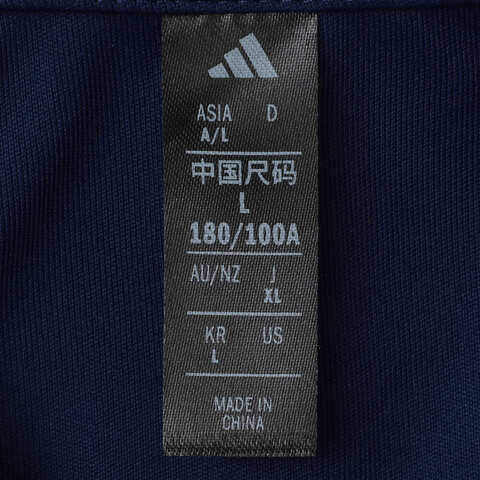 ASIA D
A/L
中国尺码
L
180/100A
AU/NZ J
XL
KR US
L
MADE IN
CHINA